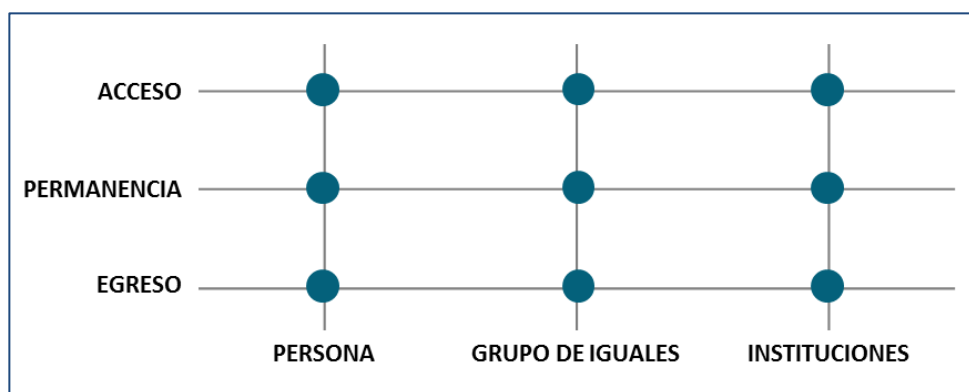 ACCESO
PERMANENCIA
EGRESO
PERSONA GRUPO DE IGUALES INSTITUCIONES